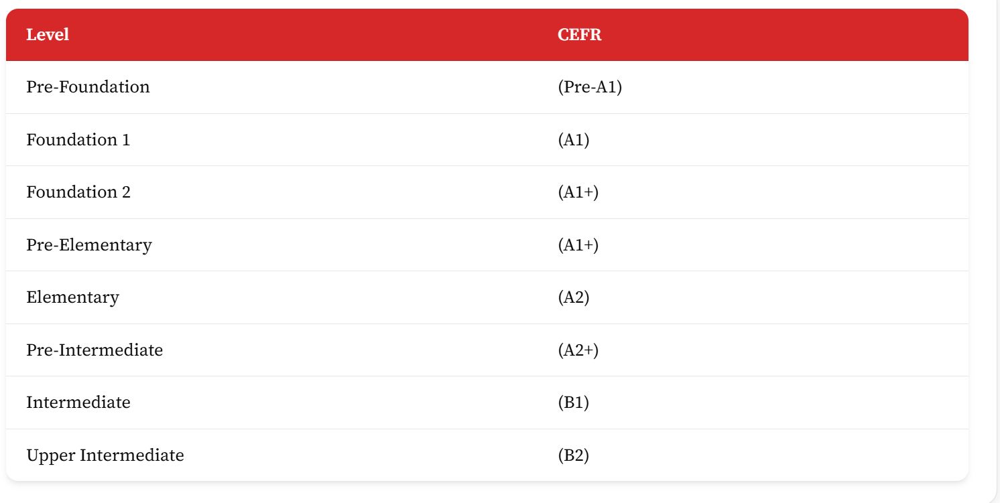 Level CEFR
Pre-Foundation (Pre-A1)
Foundation 1 (A1)
Foundation 2 (A1+)
Pre-Elementary (A1+)
Elementary (A2)
Pre-Intermediate (A2+)
Intermediate (B1)
Upper Intermediate (B2)